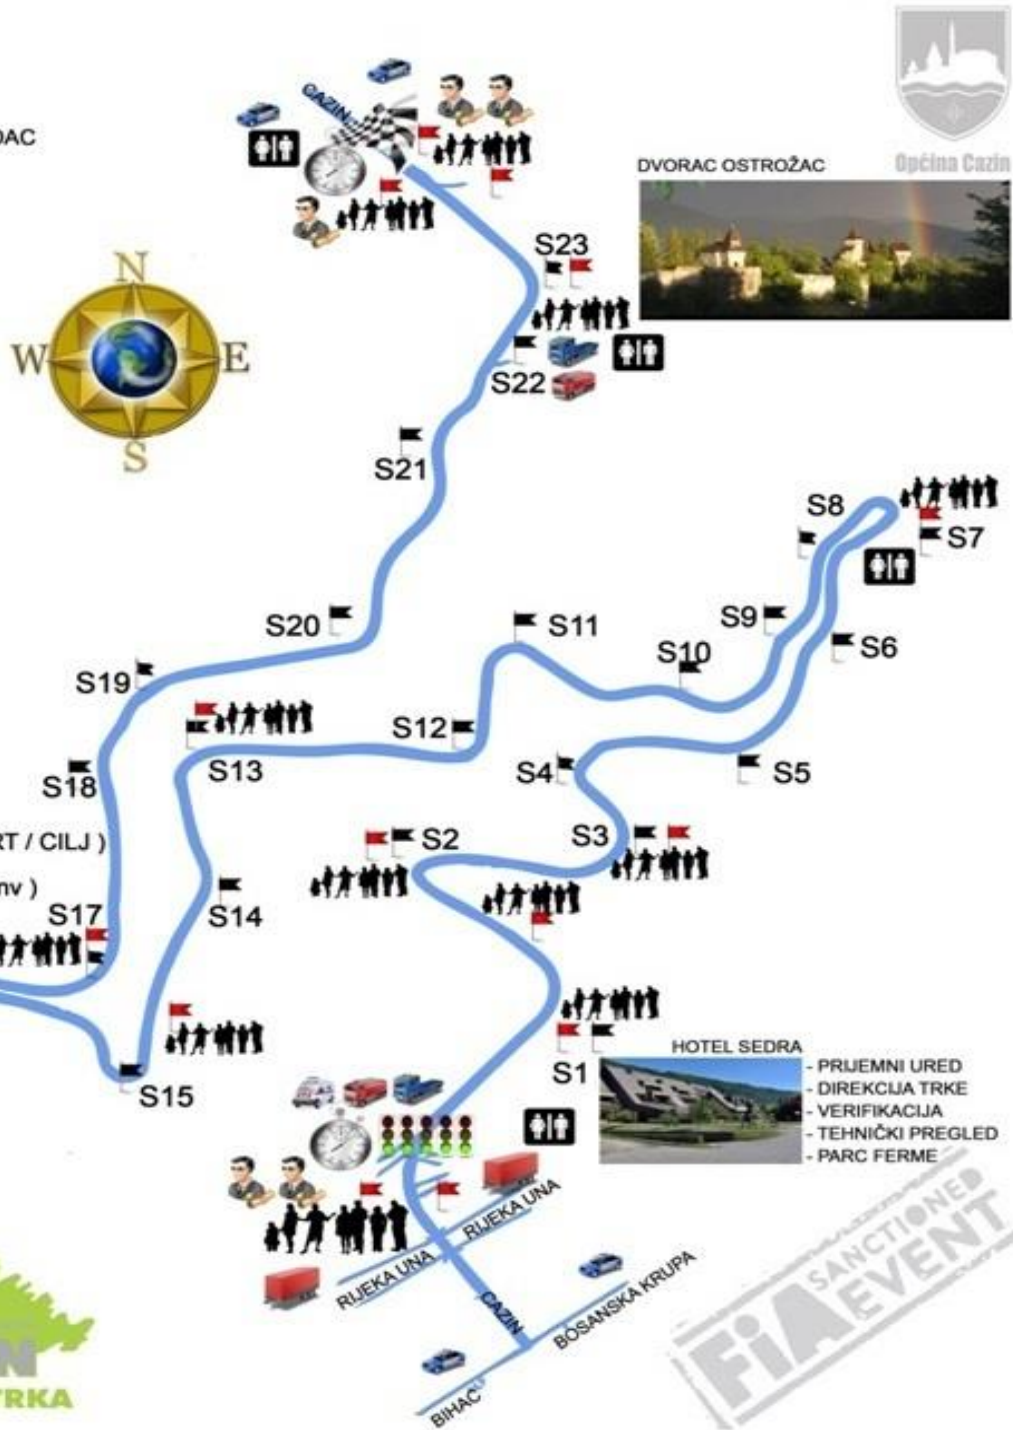 CAZIN
DAC
Općina Cazin
DVORAC OSTROŽAC
N
W
E
S
S23
S22
S21
S8
S7
S20
S11
S9
S6
S10
S19
S12
S13
S4
S5
S18
RT / CILJ )
S2
S3
nv )
S17
S14
S1
HOTEL SEDRA
- PRIJEMNI URED
- DIREKCIJA TRKE
- VERIFIKACIJA
- TEHNIČKI PREGLED
- PARC FERME
S15
RIJEKA UNA
RIJEKA UNA
CAZIN
BOSANSKA KRUPA
BIHAĆ
FiA SANCTIONED
EVENT
N
TRKA